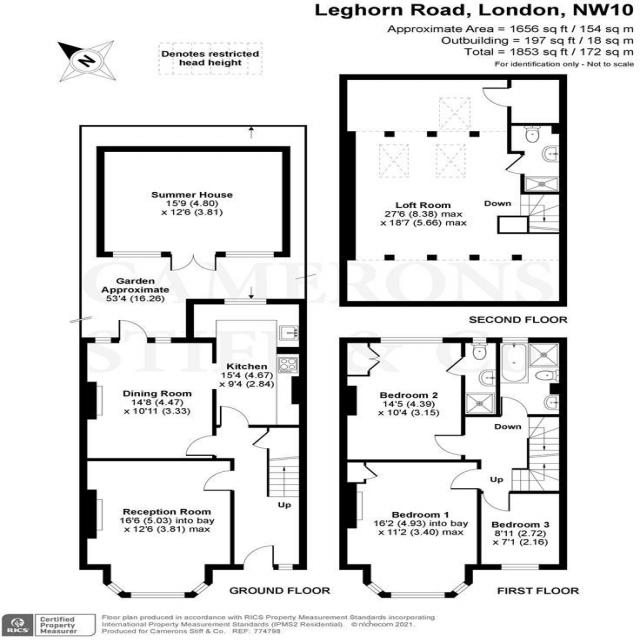 Leghorn Road, London, NW10
Approximate Area = 1656 sq ft / 154 sq m
Outbuilding = 197 sq ft / 18 sq m
Total = 1853 sq ft / 172 sq m
For identification only - Not to scale
N
Denotes restricted
head height
Summer House
15'9 (4.80)
x 12'6 (3.81)
Garden
Approximate
53'4 (16.26)
Kitchen
15'4 (4.67)
x 9'4 (2.84)
Dining Room
14'8 (4.47)
x 10'11 (3.33)
Reception Room
16'6 (5.03) into bay
x 12'6 (3.81) max
Up
GROUND FLOOR
Loft Room
27'6 (8.38) max
x 18'7 (5.66) max
Down
SECOND FLOOR
Bedroom 2
14'5 (4.39)
x 10'4 (3.15)
Down
Up
Bedroom 1
16'2 (4.93) into bay
x 11'2 (3.40) max
Bedroom 3
8'11 (2.72)
x 7'1 (2.16)
FIRST FLOOR
CAMERONS
STIFF & Co
RICS
Certified
Property
Measurer
Floor plan produced in accordance with RICS Property Measurement Standards incorporating
International Property Measurement Standards (IPMS2 Residential). © nichecom 2021.
Produced for Camerons Stiff & Co. REF: 774798